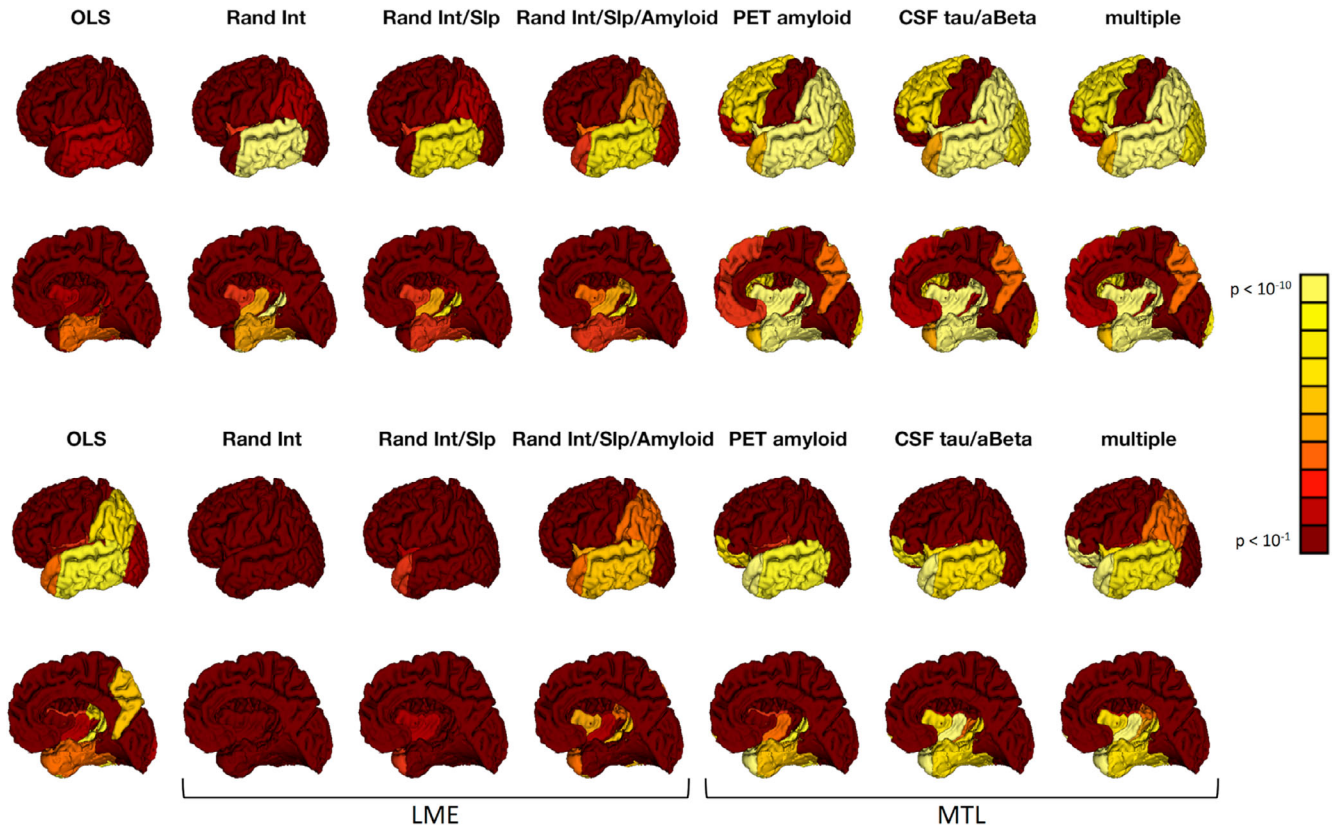 OLS Rand Int Rand Int/Slp Rand Int/Slp/Amyloid PET amyloid CSF tau/aBeta multiple
p < 10⁻¹⁰
OLS Rand Int Rand Int/Slp Rand Int/Slp/Amyloid PET amyloid CSF tau/aBeta multiple
p < 10⁻¹
LME MTL